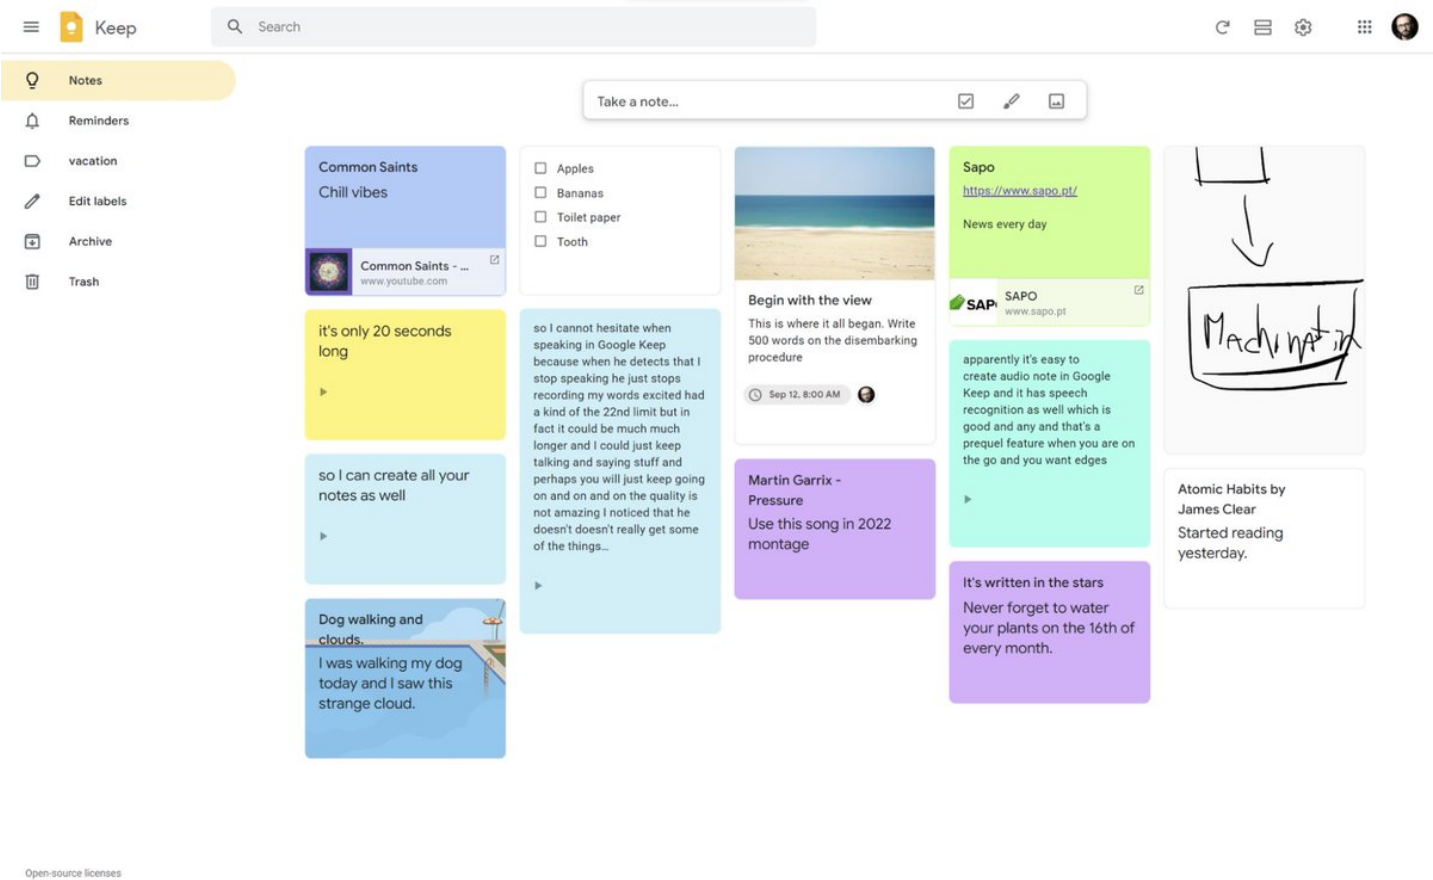 Keep
Search
Notes
Reminders
vacation
Edit labels
Archive
Trash
Take a note...
Common Saints
Chill vibes
Common Saints - ...
www.youtube.com
it's only 20 seconds
long
so I can create all your
notes as well
Dog walking and
clouds.
I was walking my dog
today and I saw this
strange cloud.
Apples
Bananas
Toilet paper
Tooth
so I cannot hesitate when
speaking in Google Keep
because when he detects that I
stop speaking he just stops
recording my words excited had
a kind of the 22nd limit but in
fact it could be much much
longer and I could just keep
talking and saying stuff and
perhaps you will just keep going
on and on and on the quality is
not amazing I noticed that he
doesn't doesn't really get some
of the things...
Begin with the view
This is where it all began. Write
500 words on the disembarking
procedure
Sep 12, 8:00 AM
Martin Garrix -
Pressure
Use this song in 2022
montage
Sapo
https://www.sapo.pt/
News every day
SAP
SAPO
www.sapo.pt
apparently it's easy to
create audio note in Google
Keep and it has speech
recognition as well which is
good and any and that's a
prequel feature when you are on
the go and you want edges
It's written in the stars
Never forget to water
your plants on the 16th of
every month.
Atomic Habits by
James Clear
Started reading
yesterday.
Open-source licenses